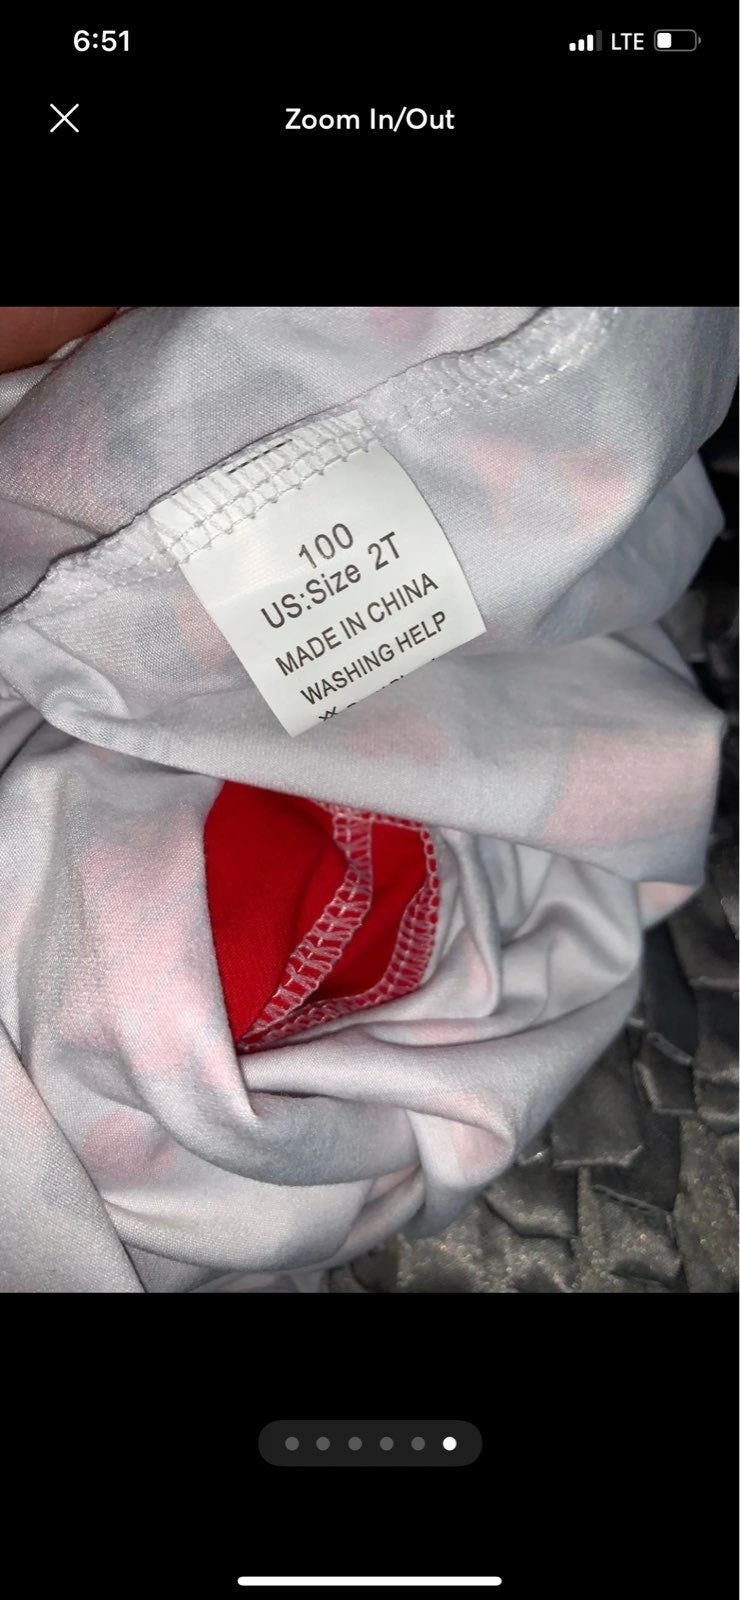 6:51
LTE
Zoom In/Out
100
US:Size 2T
MADE IN CHINA
WASHING HELP